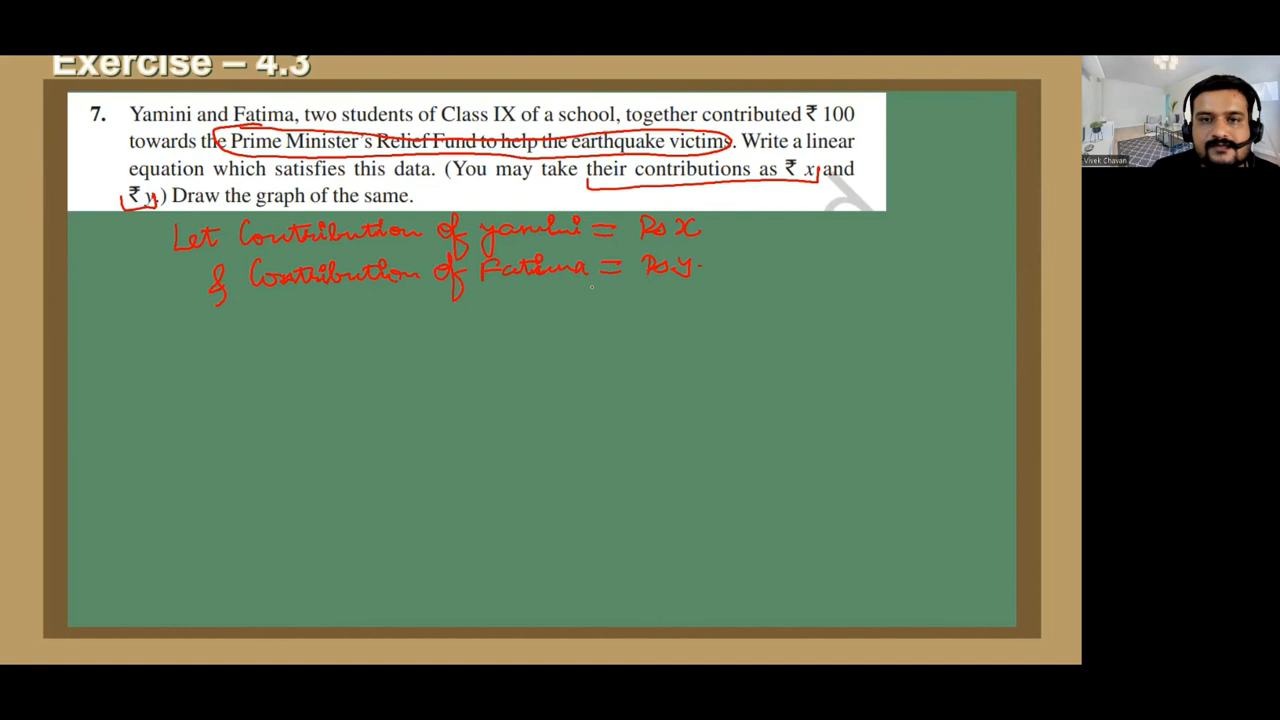 Exercise – 4.3
7. Yamini and Fatima, two students of Class IX of a school, together contributed ₹ 100
towards the Prime Minister's Relief Fund to help the earthquake victims. Write a linear
equation which satisfies this data. (You may take their contributions as ₹ x and
₹ y.) Draw the graph of the same.
Let Contribution of yamini = Rs x
& Contribution of Fatima = Rs.y.
Vivek Chavan